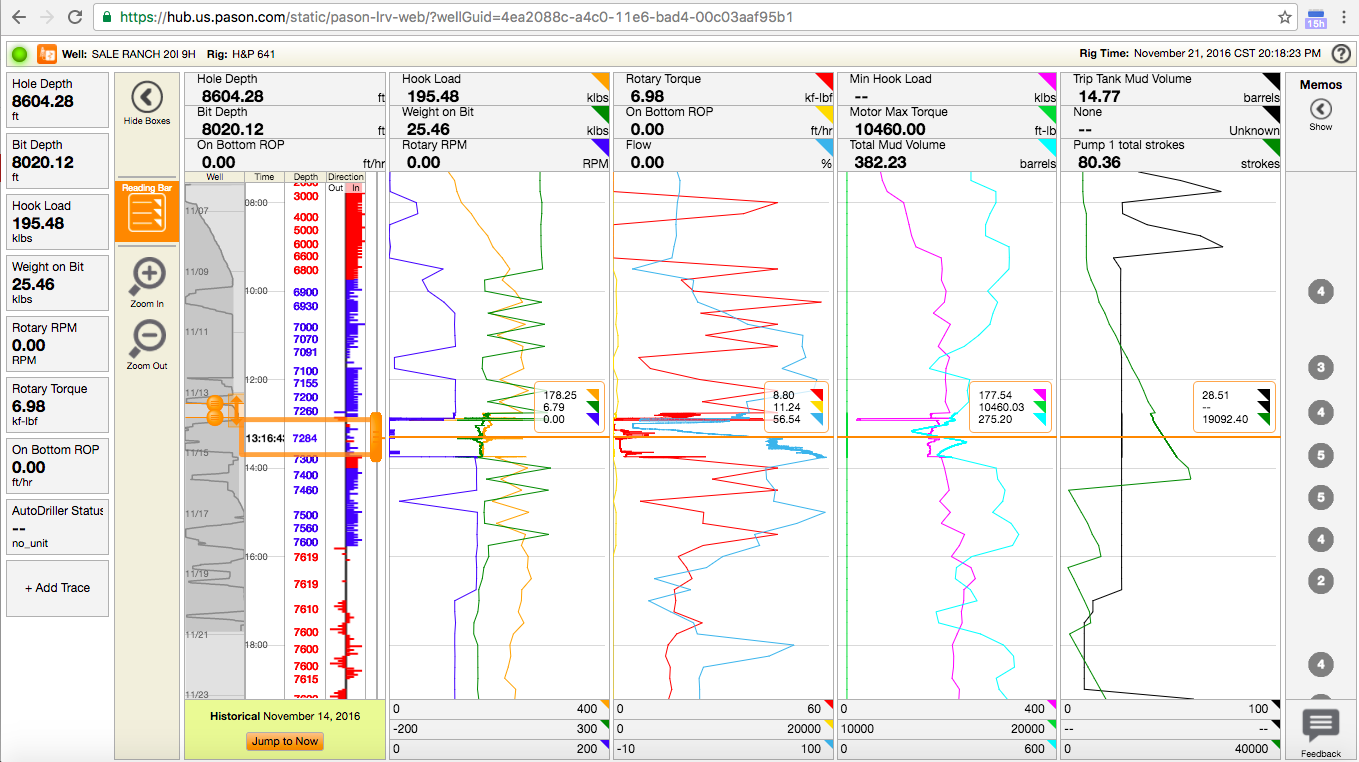 https://hub.us.pason.com/static/pason-lrv-web/?wellGuid=4ea2088c-a4c0-11e6-bad4-00c03aaf95b1
15h
Well: SALE RANCH 20I 9H Rig: H&P 641
Rig Time: November 21, 2016 CST 20:18:23 PM
?
Hole Depth
8604.28
ft
Bit Depth
8020.12
ft
Hook Load
195.48
klbs
Weight on Bit
25.46
klbs
Rotary RPM
0.00
RPM
Rotary Torque
6.98
kf-lbf
On Bottom ROP
0.00
ft/hr
AutoDriller Status
--
no_unit
+ Add Trace
Hide Boxes
Reading Bar
Zoom In
Zoom Out
Hole Depth
8604.28 ft
Bit Depth
8020.12 ft
On Bottom ROP
0.00 ft/hr
Well Time Depth Direction
Out In
11/07
11/09
11/11
11/13
11/15
11/17
11/19
11/21
11/23
08:00
10:00
12:00
13:16:4
14:00
16:00
18:00
3000
4000
5000
6000
6600
6800
6900
6930
7000
7070
7091
7100
7155
7200
7260
7284
7300
7400
7460
7500
7560
7600
7619
7619
7610
7600
7600
7600
7615
Historical November 14, 2016
Jump to Now
Hook Load
195.48 klbs
Weight on Bit
25.46 klbs
Rotary RPM
0.00 RPM
178.25
6.79
0.00
0 400
-200 300
0 200
Rotary Torque
6.98 kf-lbf
On Bottom ROP
0.00 ft/hr
Flow
0.00 %
8.80
11.24
56.54
0 60
0 20000
-10 100
Min Hook Load
-- klbs
Motor Max Torque
10460.00 ft-lb
Total Mud Volume
382.23 barrels
177.54
10460.03
275.20
0 400
10000 20000
0 600
Trip Tank Mud Volume
14.77 barrels
None
-- Unknown
Pump 1 total strokes
80.36 strokes
28.51
--
19092.40
0 100
-- --
0 40000
Memos
Show
4
3
4
5
5
4
2
4
Feedback